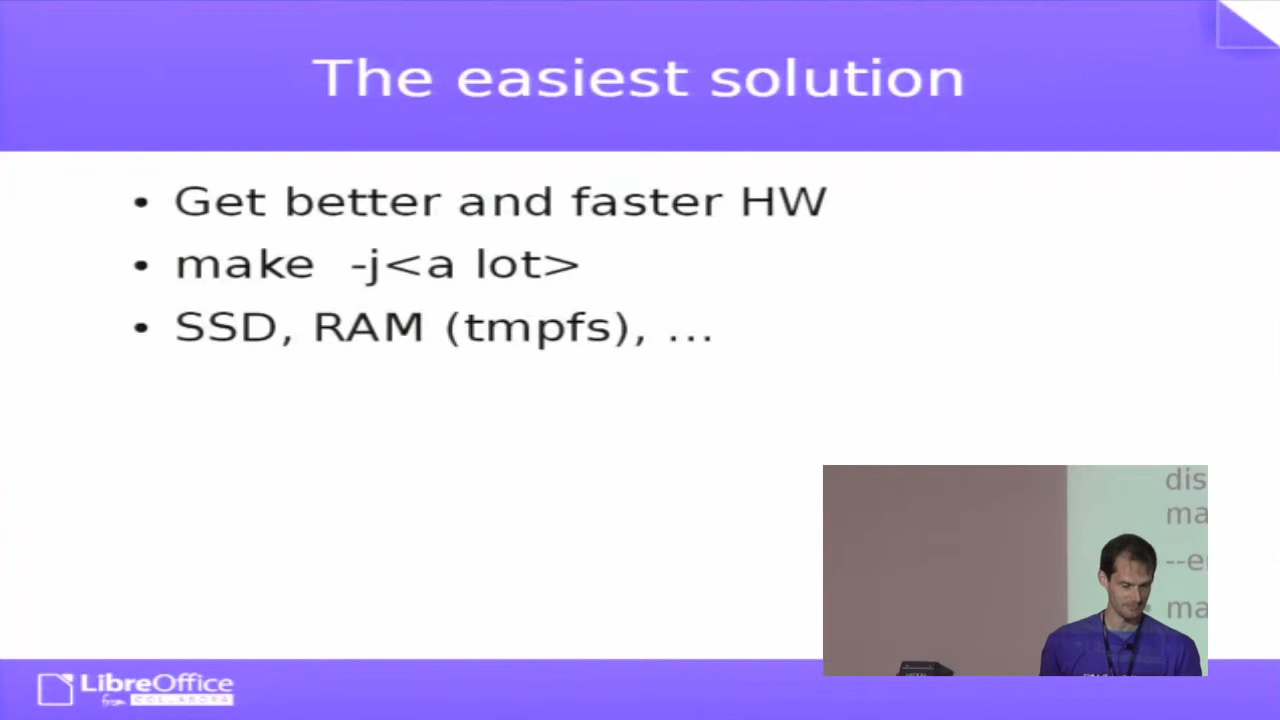 The easiest solution
• Get better and faster HW
• make -j<a lot>
• SSD, RAM (tmpfs), ...
dis
ma
--e
ma
LibreOffice
from COLLABORA